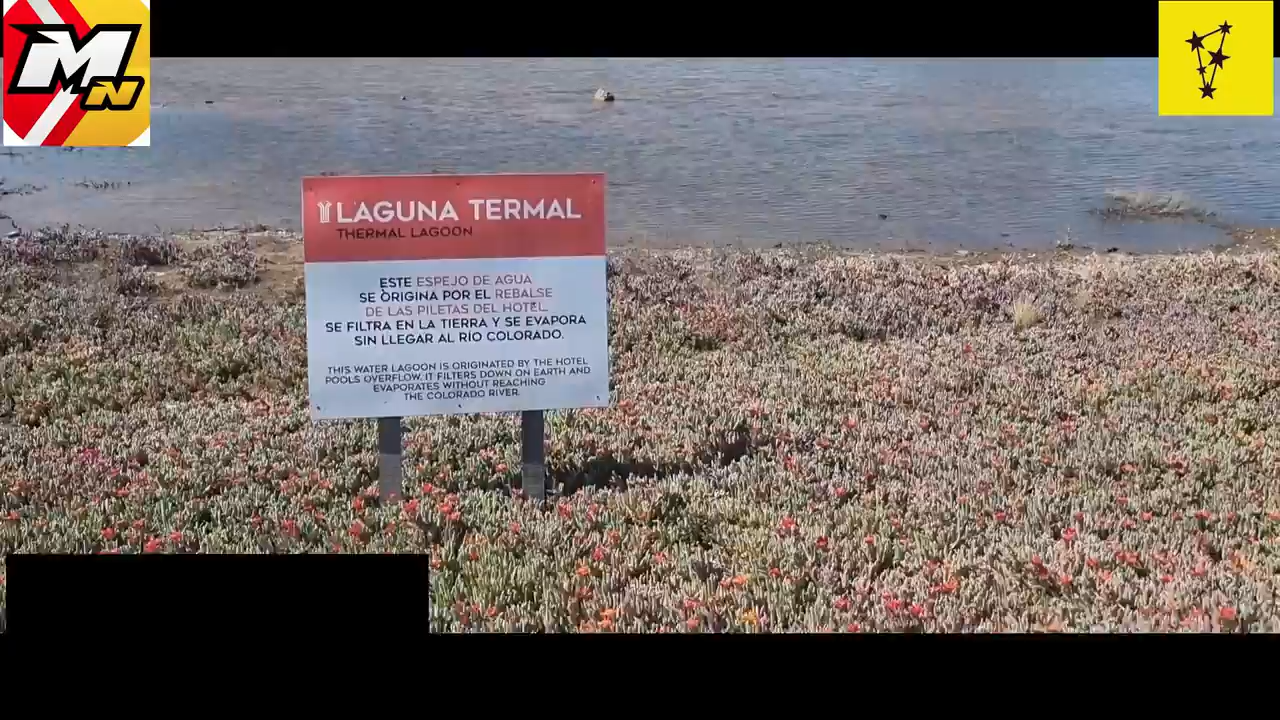 MN
LAGUNA TERMAL
THERMAL LAGOON
ESTE ESPEJO DE AGUA
SE ORIGINA POR EL REBALSE
DE LAS PILETAS DEL HOTEL.
SE FILTRA EN LA TIERRA Y SE EVAPORA
SIN LLEGAR AL RÍO COLORADO.
THIS WATER LAGOON IS ORIGINATED BY THE HOTEL
POOLS OVERFLOW. IT FILTERS DOWN ON EARTH AND
EVAPORATES WITHOUT REACHING
THE COLORADO RIVER.